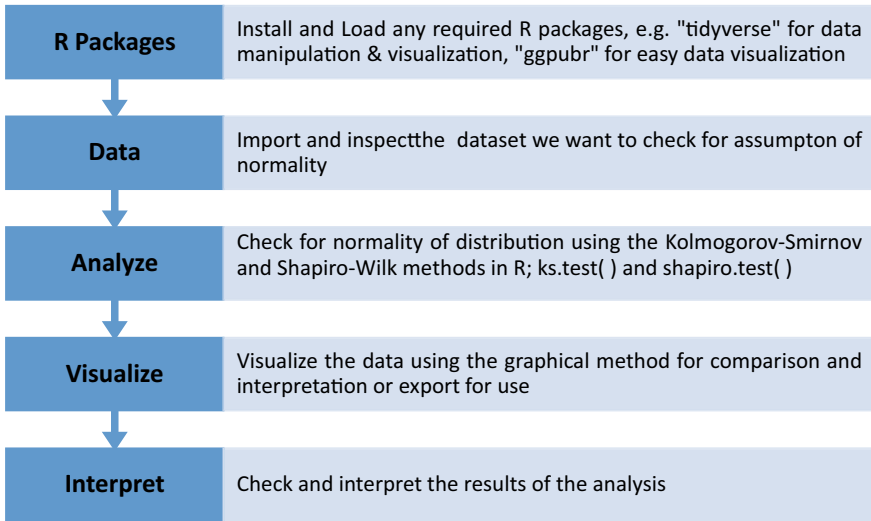 R Packages
Install and Load any required R packages, e.g. "tidyverse" for data
manipulation & visualization, "ggpubr" for easy data visualization
Data
Import and inspectthe dataset we want to check for assumpton of
normality
Analyze
Check for normality of distribution using the Kolmogorov-Smirnov
and Shapiro-Wilk methods in R; ks.test( ) and shapiro.test( )
Visualize
Visualize the data using the graphical method for comparison and
interpretation or export for use
Interpret
Check and interpret the results of the analysis